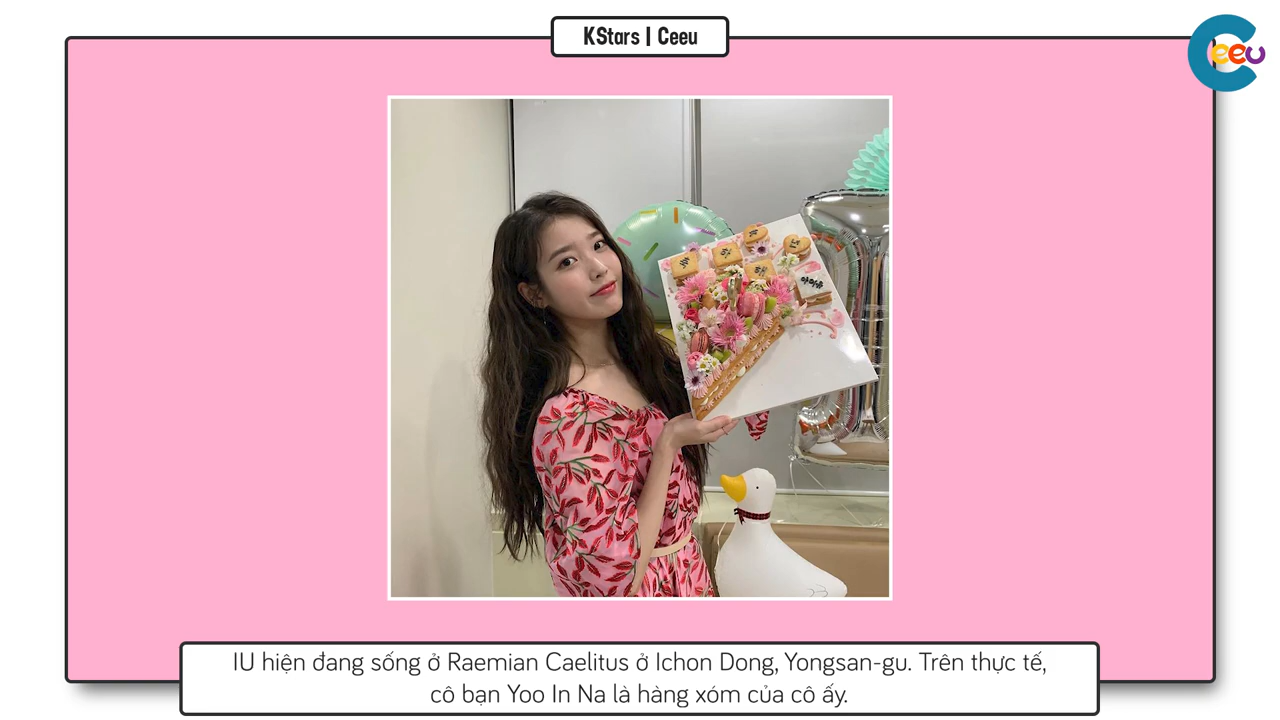 KStars | Ceeu
Ceeu
IU hiện đang sống ở Raemian Caelitus ở Ichon Dong, Yongsan-gu. Trên thực tế,
cô bạn Yoo In Na là hàng xóm của cô ấy.